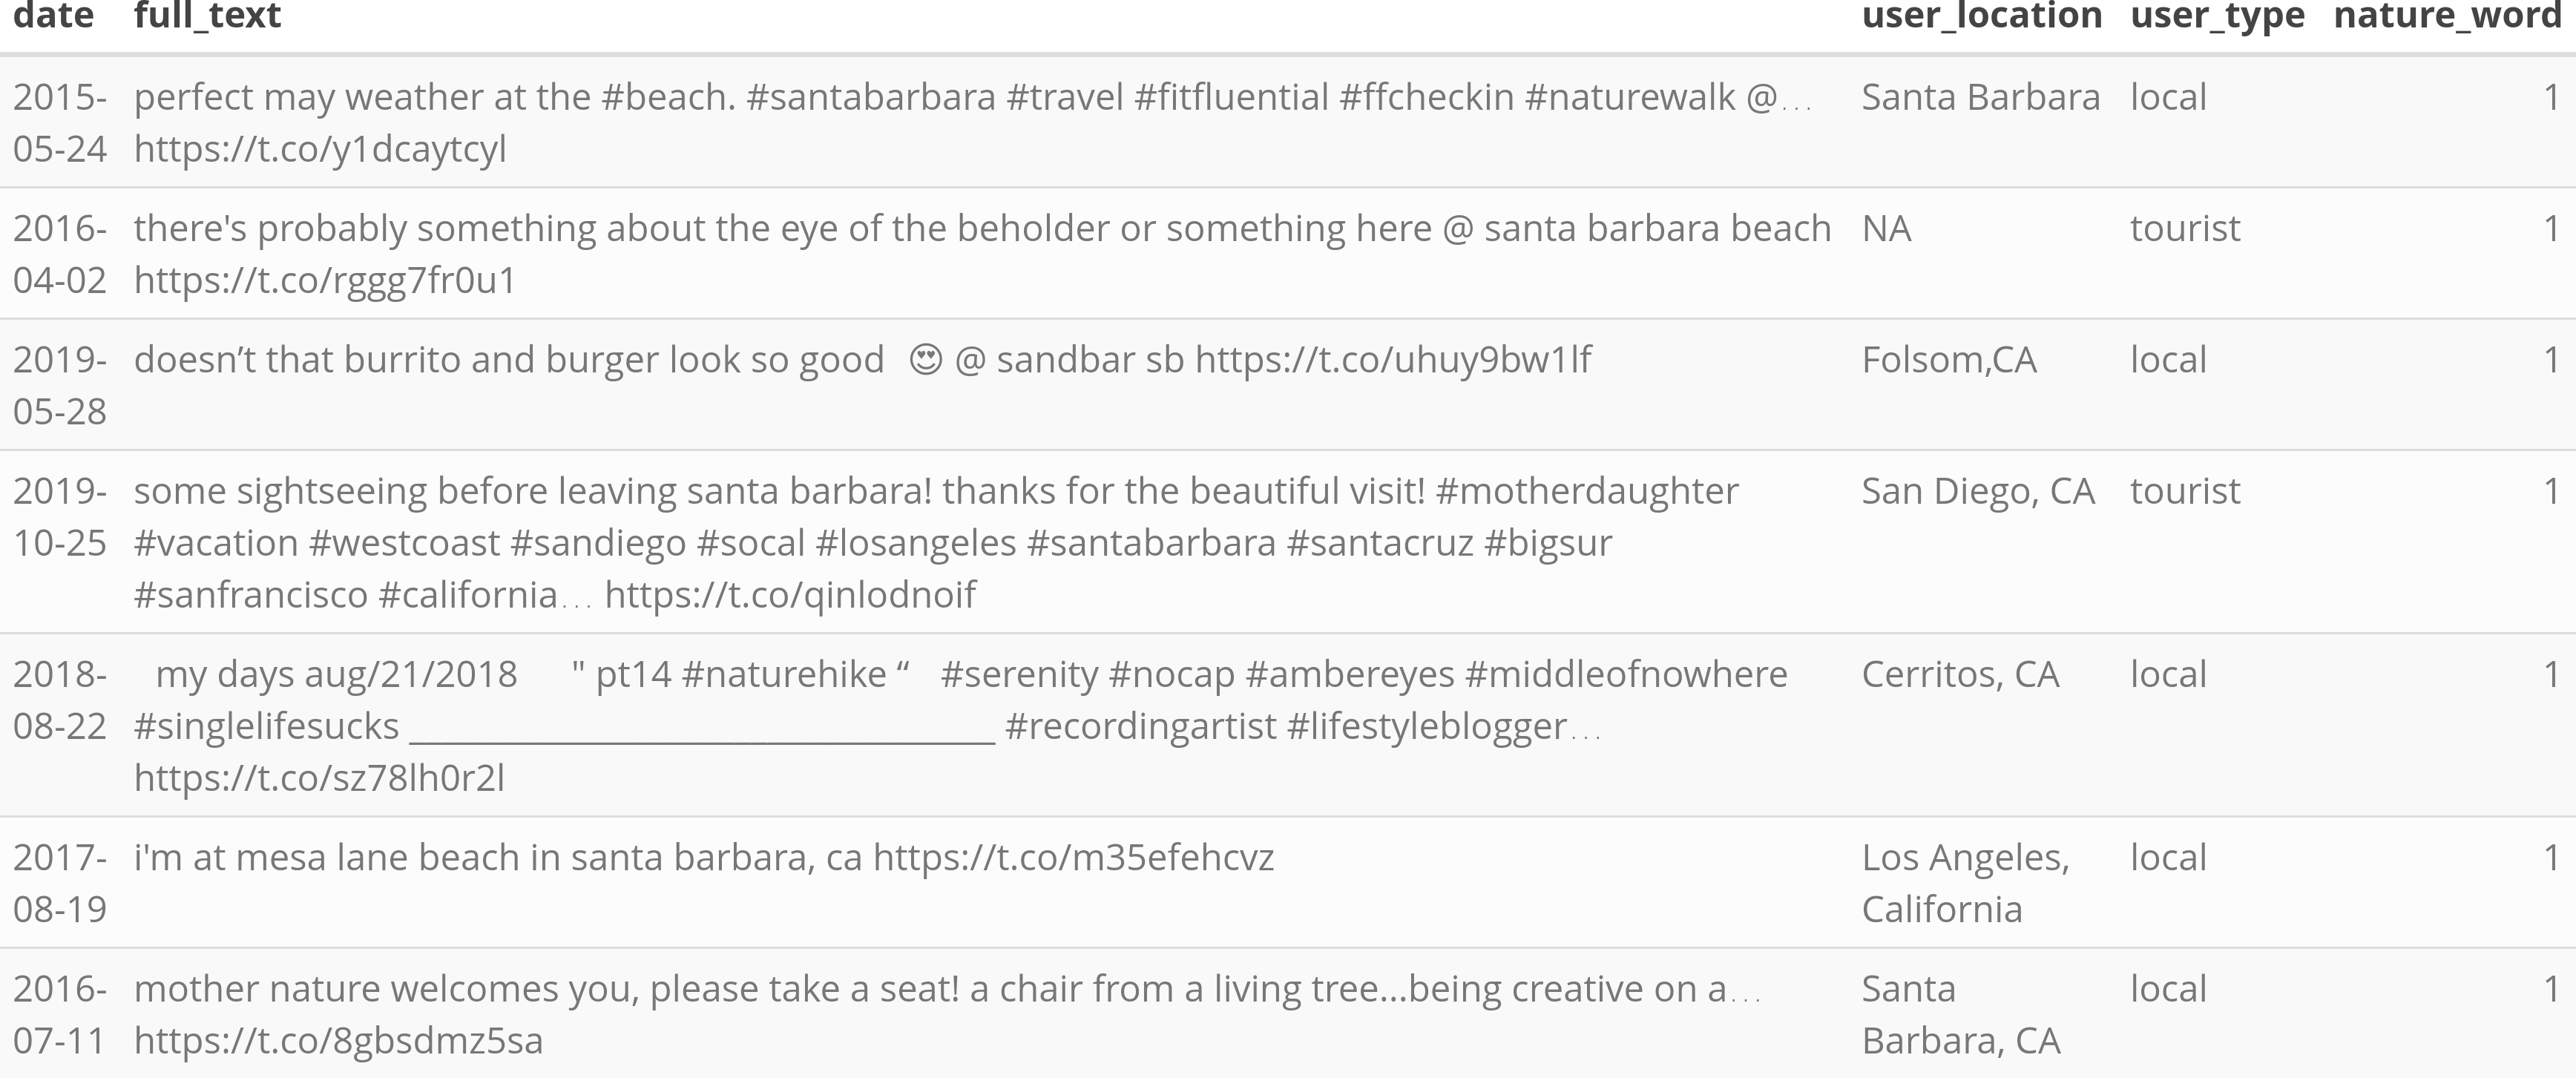 date full_text user_location user_type nature_word
2015- perfect may weather at the #beach. #santabarbara #travel #fitfluential #ffcheckin #naturewalk @… Santa Barbara local 1
05-24 https://t.co/y1dcaytcyl
2016- there's probably something about the eye of the beholder or something here @ santa barbara beach NA tourist 1
04-02 https://t.co/rggg7fr0u1
2019- doesn’t that burrito and burger look so good 😍 @ sandbar sb https://t.co/uhuy9bw1lf Folsom,CA local 1
05-28
2019- some sightseeing before leaving santa barbara! thanks for the beautiful visit! #motherdaughter San Diego, CA tourist 1
10-25 #vacation #westcoast #sandiego #socal #losangeles #santabarbara #santacruz #bigsur
#sanfrancisco #california… https://t.co/qinlodnoif
2018- my days aug/21/2018 " pt14 #naturehike “ #serenity #nocap #ambereyes #middleofnowhere Cerritos, CA local 1
08-22 #singlelifesucks ______________________________ #recordingartist #lifestyleblogger…
https://t.co/sz78lh0r2l
2017- i'm at mesa lane beach in santa barbara, ca https://t.co/m35efehcvz Los Angeles, local 1
08-19 California
2016- mother nature welcomes you, please take a seat! a chair from a living tree...being creative on a… Santa local 1
07-11 https://t.co/8gbsdmz5sa Barbara, CA